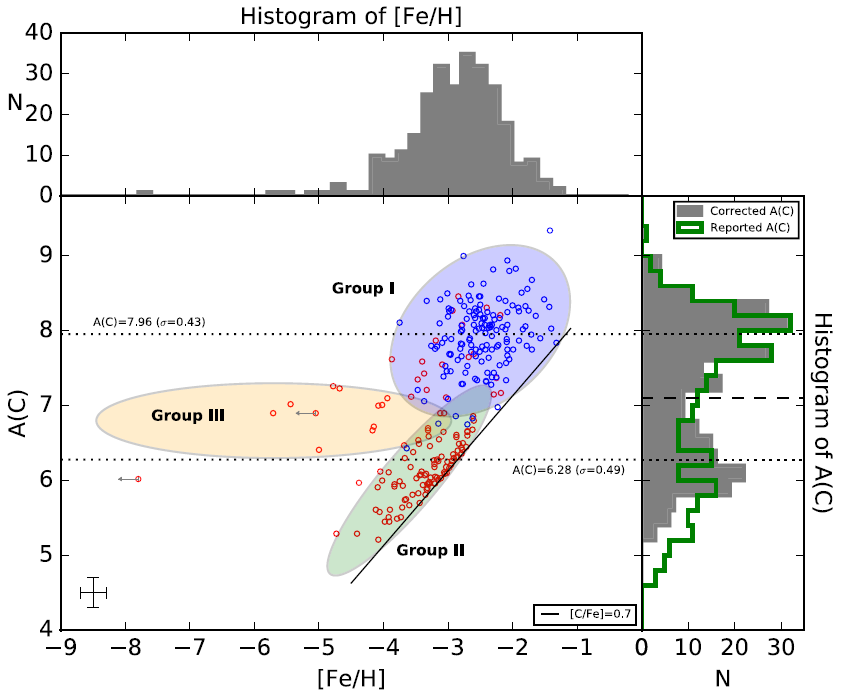 Histogram of [Fe/H]
40
30
N
20
10
0
Corrected A(C)
Reported A(C)
9
8
7
6
5
4
A(C)
Group I
A(C)=7.96 (σ=0.43)
Group III
A(C)=6.28 (σ=0.49)
Group II
[C/Fe]=0.7
Histogram of A(C)
−9 −8 −7 −6 −5 −4 −3 −2 −1 0 10 20 30
[Fe/H] N